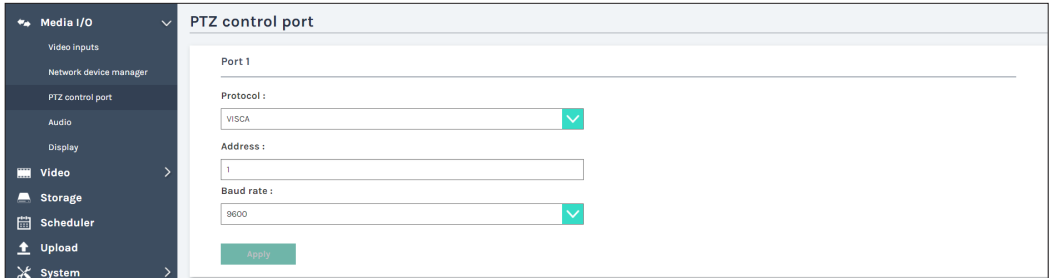 Media I/O
Video inputs
Network device manager
PTZ control port
Audio
Display
Video
Storage
Scheduler
Upload
System
PTZ control port
Port 1
Protocol :
VISCA
Address :
1
Baud rate :
9600
Apply